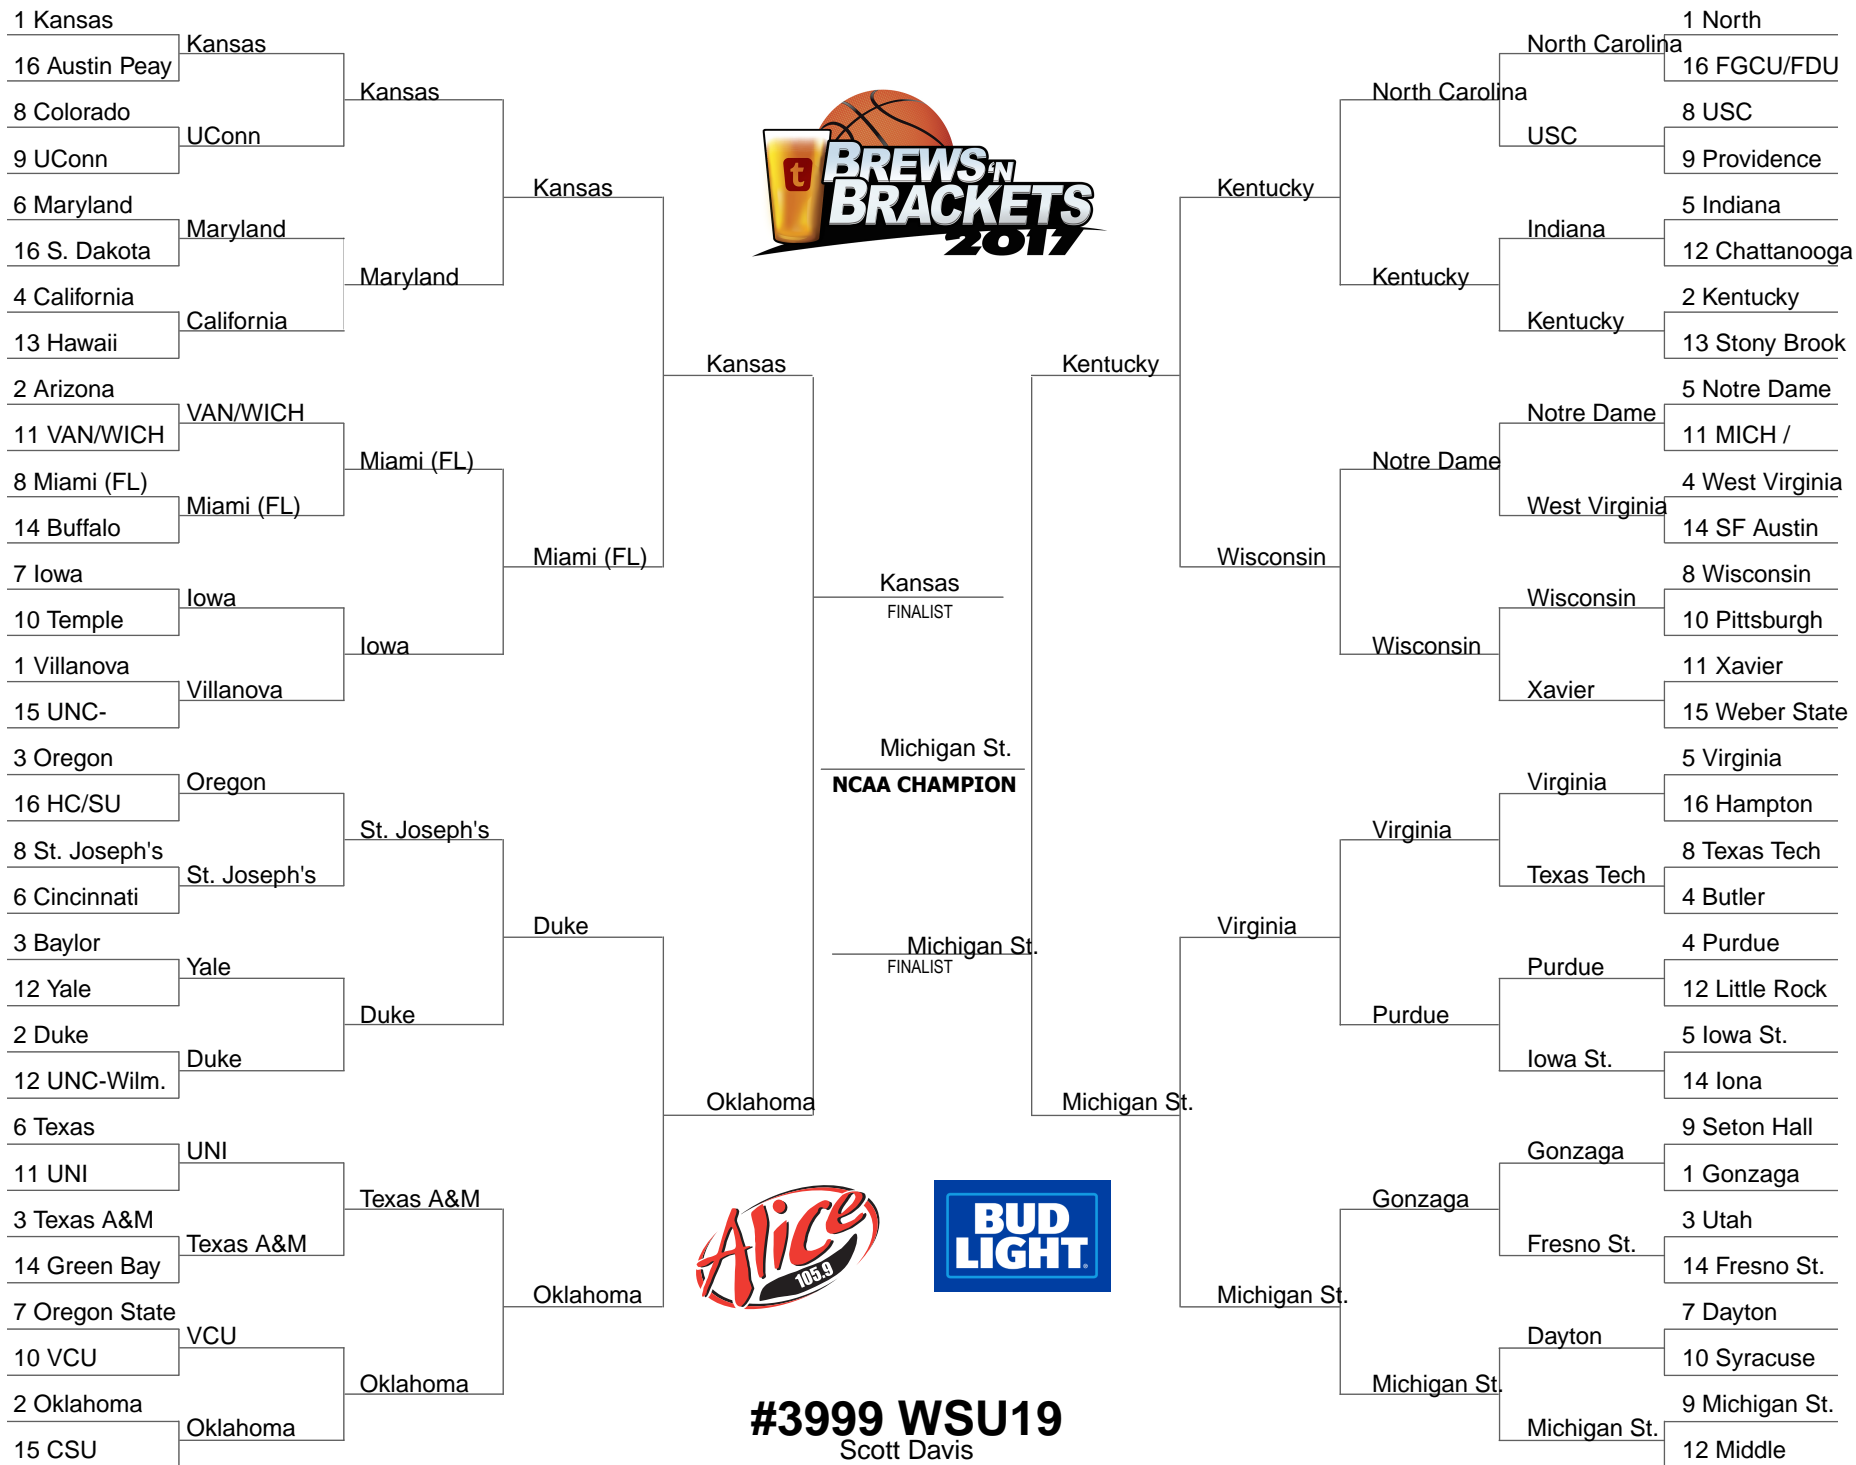 1 Kansas
16 Austin Peay
8 Colorado
9 UConn
6 Maryland
16 S. Dakota
4 California
13 Hawaii
2 Arizona
11 VAN/WICH
8 Miami (FL)
14 Buffalo
7 Iowa
10 Temple
1 Villanova
15 UNC-
3 Oregon
16 HC/SU
8 St. Joseph's
6 Cincinnati
3 Baylor
12 Yale
2 Duke
12 UNC-Wilm.
6 Texas
11 UNI
3 Texas A&M
14 Green Bay
7 Oregon State
10 VCU
2 Oklahoma
15 CSU
Kansas
UConn
Maryland
California
VAN/WICH
Miami (FL)
Iowa
Villanova
Oregon
St. Joseph's
Yale
Duke
UNI
Texas A&M
VCU
Oklahoma
Kansas
Maryland
Miami (FL)
Iowa
St. Joseph's
Duke
Texas A&M
Oklahoma
Kansas
Miami (FL)
Duke
Oklahoma
Kansas
Oklahoma
t
BREWS 'N
BRACKETS
2017
Kansas
FINALIST
Michigan St.
NCAA CHAMPION
Michigan St.
FINALIST
Alice
105.9
BUD
LIGHT
#3999 WSU19
Scott Davis
Kentucky
Michigan St.
Kentucky
Wisconsin
Virginia
Michigan St.
North Carolina
Kentucky
Notre Dame
Wisconsin
Virginia
Purdue
Gonzaga
Michigan St.
North Carolina
USC
Indiana
Kentucky
Notre Dame
West Virginia
Wisconsin
Xavier
Virginia
Texas Tech
Purdue
Iowa St.
Gonzaga
Fresno St.
Dayton
Michigan St.
1 North
16 FGCU/FDU
8 USC
9 Providence
5 Indiana
12 Chattanooga
2 Kentucky
13 Stony Brook
5 Notre Dame
11 MICH /
4 West Virginia
14 SF Austin
8 Wisconsin
10 Pittsburgh
11 Xavier
15 Weber State
5 Virginia
16 Hampton
8 Texas Tech
4 Butler
4 Purdue
12 Little Rock
5 Iowa St.
14 Iona
9 Seton Hall
1 Gonzaga
3 Utah
14 Fresno St.
7 Dayton
10 Syracuse
9 Michigan St.
12 Middle